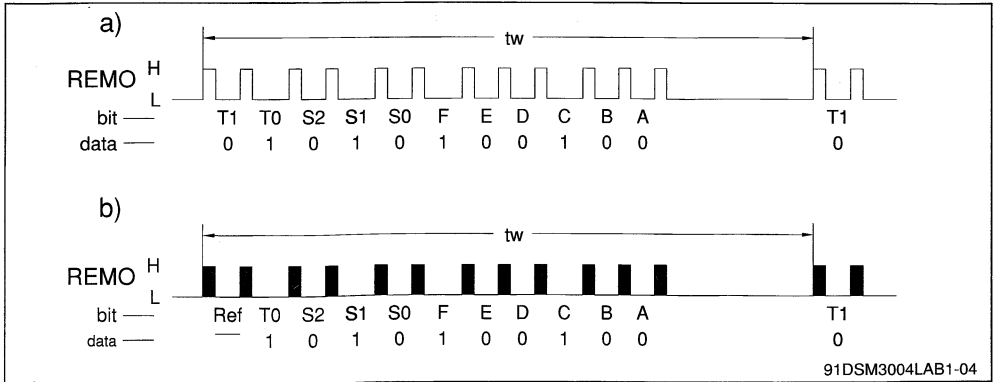 a)
tw
REMO H
L
bit — T1 T0 S2 S1 S0 F E D C B A T1
data — 0 1 0 1 0 1 0 0 1 0 0 0
b)
tw
REMO H
L
bit — Ref T0 S2 S1 S0 F E D C B A T1
data — — 1 0 1 0 1 0 0 1 0 0 0
91DSM3004LAB1-04